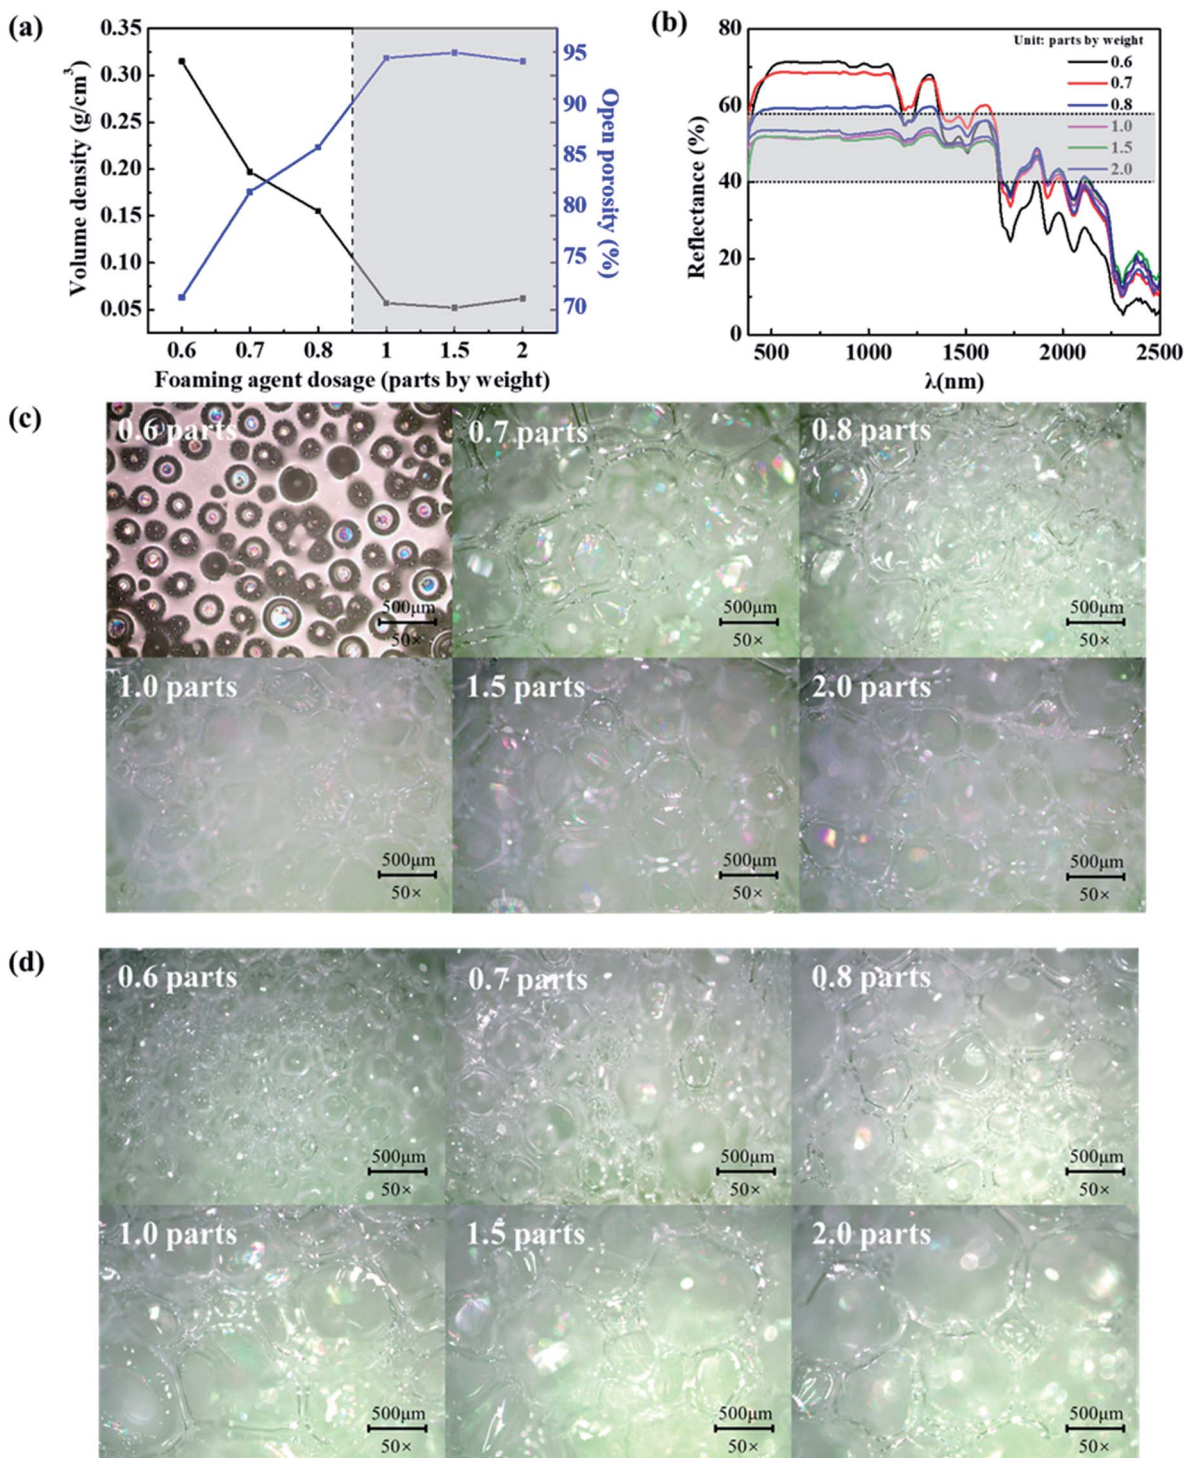 (a)
0.35
0.30
0.25
0.20
0.15
0.10
0.05
Volume density (g/cm³)
95
90
85
80
75
70
Open porosity (%)
0.6 0.7 0.8 1 1.5 2
Foaming agent dosage (parts by weight)
(b)
80
60
40
20
0
Reflectance (%)
Unit: parts by weight
0.6
0.7
0.8
1.0
1.5
2.0
500 1000 1500 2000 2500
λ(nm)
(c)
0.6 parts
500μm
50×
0.7 parts
500μm
50×
0.8 parts
500μm
50×
1.0 parts
500μm
50×
1.5 parts
500μm
50×
2.0 parts
500μm
50×
(d)
0.6 parts
500μm
50×
0.7 parts
500μm
50×
0.8 parts
500μm
50×
1.0 parts
500μm
50×
1.5 parts
500μm
50×
2.0 parts
500μm
50×